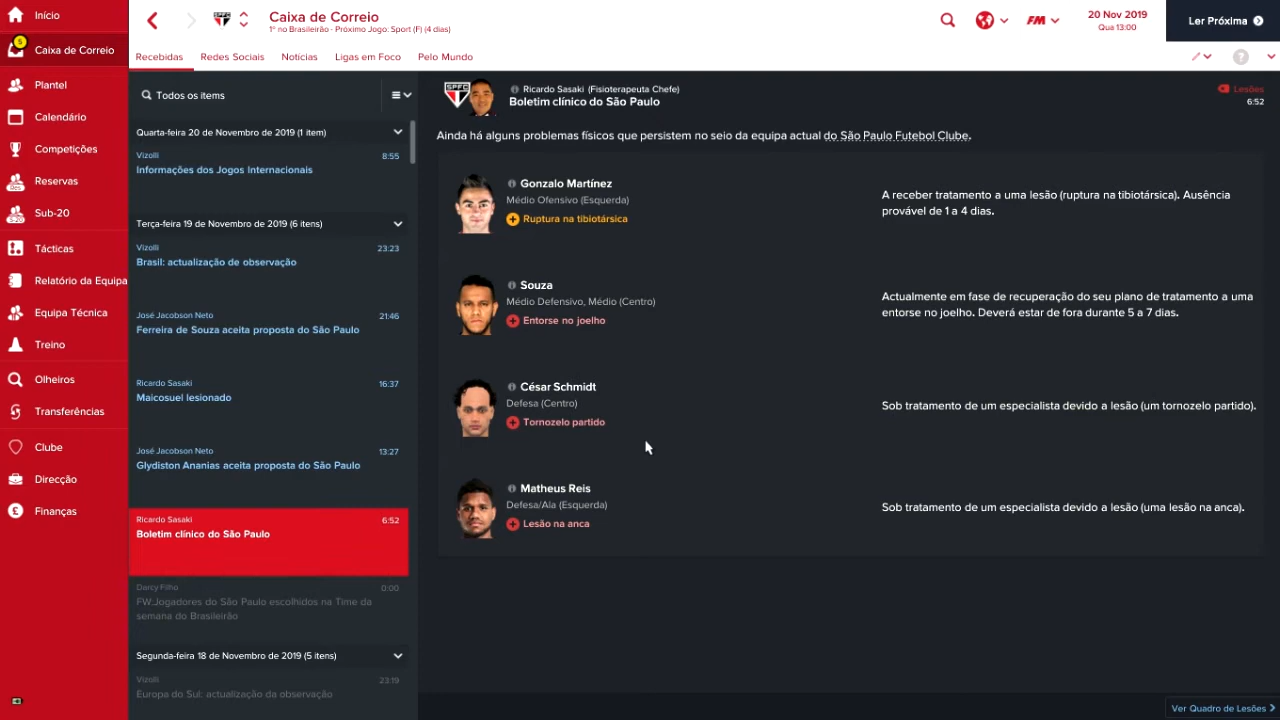 Início
5
Caixa de Correio
Plantel
Calendário
Competições
Res
Reservas
S-20
Sub-20
Tácticas
Relatório da Equipa
Equipa Técnica
Treino
Olheiros
Transferências
Clube
Direcção
£
Finanças
Caixa de Correio
1º no Brasileirão - Próximo Jogo: Sport (F) (4 dias)
FM
20 Nov 2019
Qua 13:00
Ler Próxima
Recebidas
Redes Sociais
Notícias
Ligas em Foco
Pelo Mundo
?
Todos os items
Quarta-feira 20 de Novembro de 2019 (1 item)
Vizolli 8:55
Informações dos Jogos Internacionais
Terça-feira 19 de Novembro de 2019 (6 itens)
Vizolli 23:23
Brasil: actualização de observação
José Jacobson Neto 21:46
Ferreira de Souza aceita proposta do São Paulo
Ricardo Sasaki 16:37
Maicosuel lesionado
José Jacobson Neto 13:27
Glydiston Ananias aceita proposta do São Paulo
Ricardo Sasaki 6:52
Boletim clínico do São Paulo
Darcy Filho 0:00
FW:Jogadores do São Paulo escolhidos na Time da
semana do Brasileirão
Segunda-feira 18 de Novembro de 2019 (5 itens)
Vizolli 23:19
Europa do Sul: actualização da observação
SPFC
Ricardo Sasaki (Fisioterapeuta Chefe)
Boletim clínico do São Paulo
Lesões
6:52
Ainda há alguns problemas físicos que persistem no seio da equipa actual do São Paulo Futebol Clube.
Gonzalo Martínez
Médio Ofensivo (Esquerda)
Ruptura na tibiotársica
A receber tratamento a uma lesão (ruptura na tibiotársica). Ausência
provável de 1 a 4 dias.
Souza
Médio Defensivo, Médio (Centro)
Entorse no joelho
Actualmente em fase de recuperação do seu plano de tratamento a uma
entorse no joelho. Deverá estar de fora durante 5 a 7 dias.
César Schmidt
Defesa (Centro)
Tornozelo partido
Sob tratamento de um especialista devido a lesão (um tornozelo partido).
Matheus Reis
Defesa/Ala (Esquerda)
Lesão na anca
Sob tratamento de um especialista devido a lesão (uma lesão na anca).
Ver Quadro de Lesões